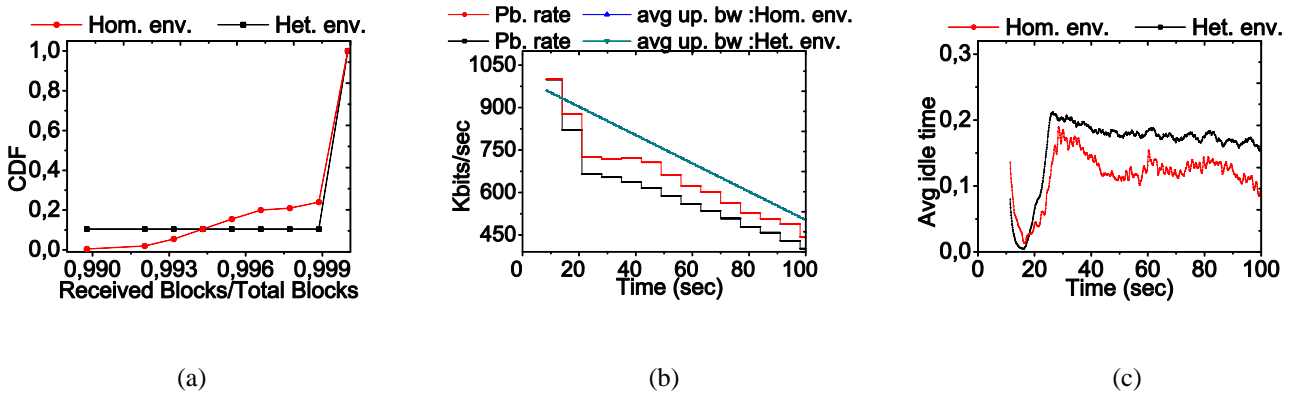 Hom. env. Het. env.
1,0
0,8
0,6
0,4
0,2
0,0
CDF
0,990 0,993 0,996 0,999
Received Blocks/Total Blocks
(a)
Pb. rate avg up. bw :Hom. env.
Pb. rate avg up. bw :Het. env.
1050
900
750
600
450
Kbits/sec
0 20 40 60 80 100
Time (sec)
(b)
Hom. env. Het. env.
0,3
0,2
0,1
0,0
Avg idle time
0 20 40 60 80 100
Time (sec)
(c)